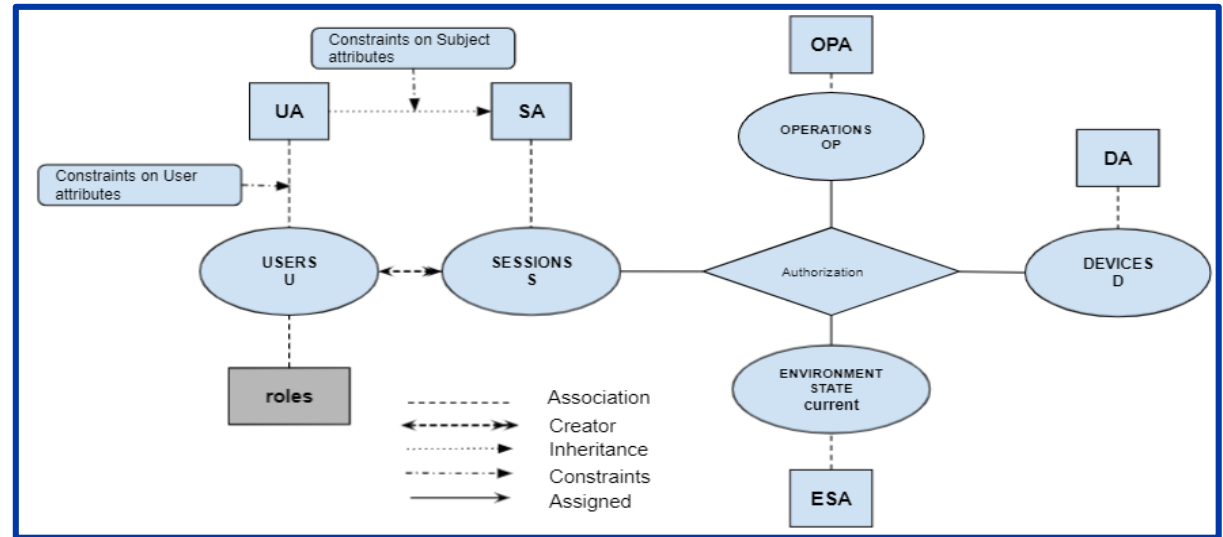 Constraints on Subject
attributes
OPA
UA
SA
OPERATIONS
OP
DA
Constraints on User
attributes
USERS
U
SESSIONS
S
Authorization
DEVICES
D
ENVIRONMENT
STATE
current
roles
Association
Creator
Inheritance
Constraints
Assigned
ESA